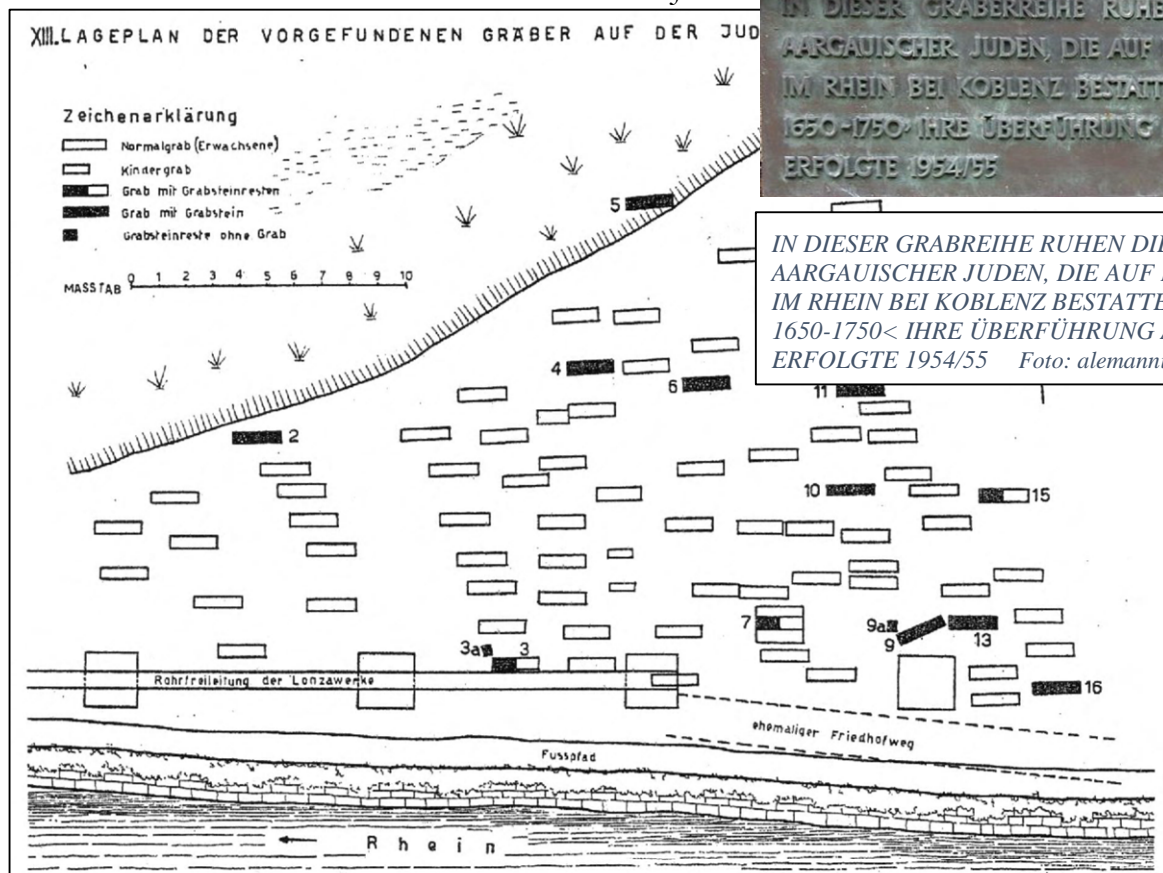 XIII. LAGEPLAN DER VORGEFUNDENEN GRÄBER AUF DER JUD
Zeichenerklärung
Normalgrab (Erwachsene)
Kindergrab
Grab mit Grabsteinresten
Grab mit Grabstein
Grabsteinreste ohne Grab
MASSTAB 0 1 2 3 4 5 6 7 8 9 10
IN DIESER GRÄBERREIHE RUHE
AARGAUISCHER JUDEN, DIE AUF
IM RHEIN BEI KOBLENZ BESTATT
1650-1750, IHRE ÜBERFÜHRUNG
ERFOLGTE 1954/55
IN DIESER GRABREIHE RUHEN DIE
AARGAUISCHER JUDEN, DIE AUF
IM RHEIN BEI KOBLENZ BESTATTE
1650-1750< IHRE ÜBERFÜHRUNG
ERFOLGTE 1954/55 Foto: alemanni
5
4
6
11
2
10
15
7
9a
9
13
3a
3
16
Rohrfreileitung der Lonzawerke
ehemaliger Friedhofweg
Fusspfad
Rhein